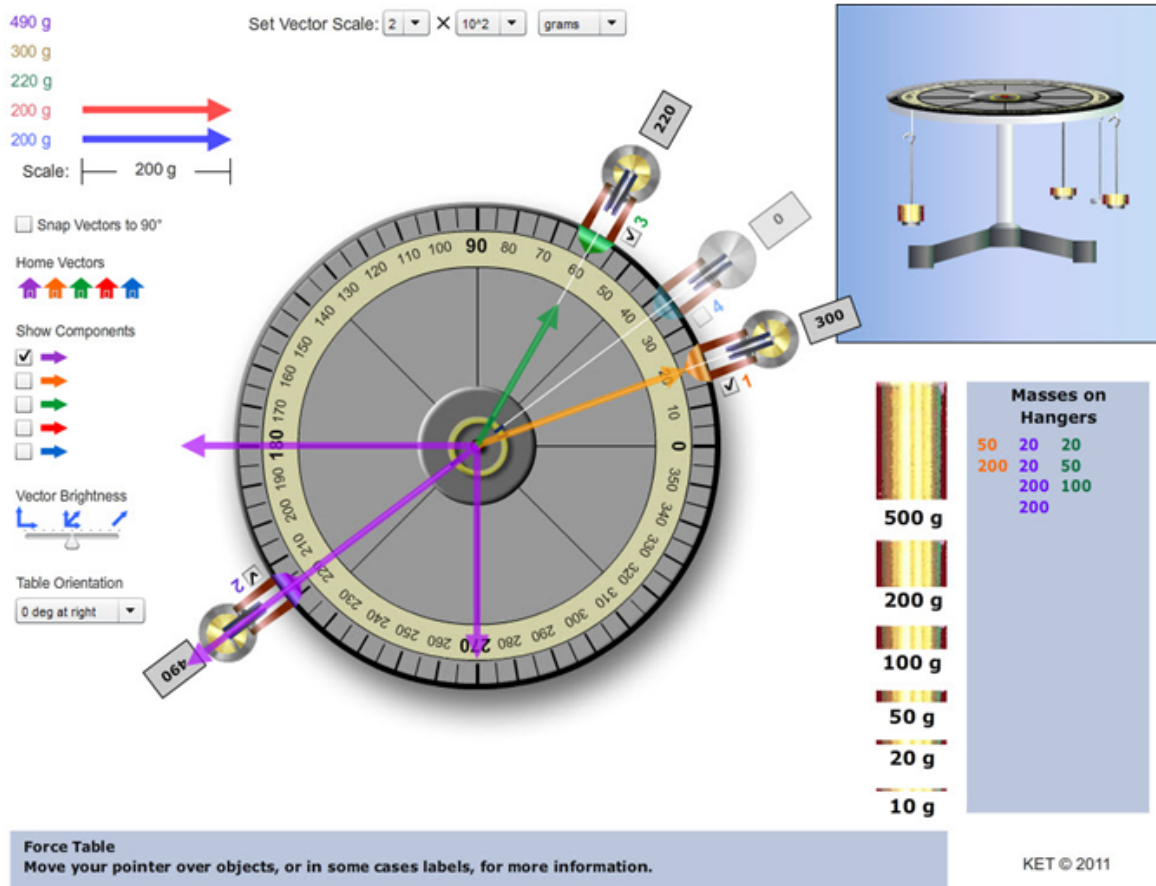 490 g
300 g
220 g
200 g
200 g
Scale: 200 g
Set Vector Scale: 2 × 10^2 grams
Snap Vectors to 90°
Home Vectors
Show Components
Vector Brightness
Table Orientation
0 deg at right
220
3
0
4
300
1
490
2
0
10
20
30
40
50
60
70
80
90
100
110
120
130
140
150
160
170
180
190
200
210
220
230
240
250
260
270
280
290
300
310
320
330
340
350
500 g
200 g
100 g
50 g
20 g
10 g
Masses on
Hangers
50 20 20
200 20 50
200 100
200
Force Table
Move your pointer over objects, or in some cases labels, for more information.
KET © 2011